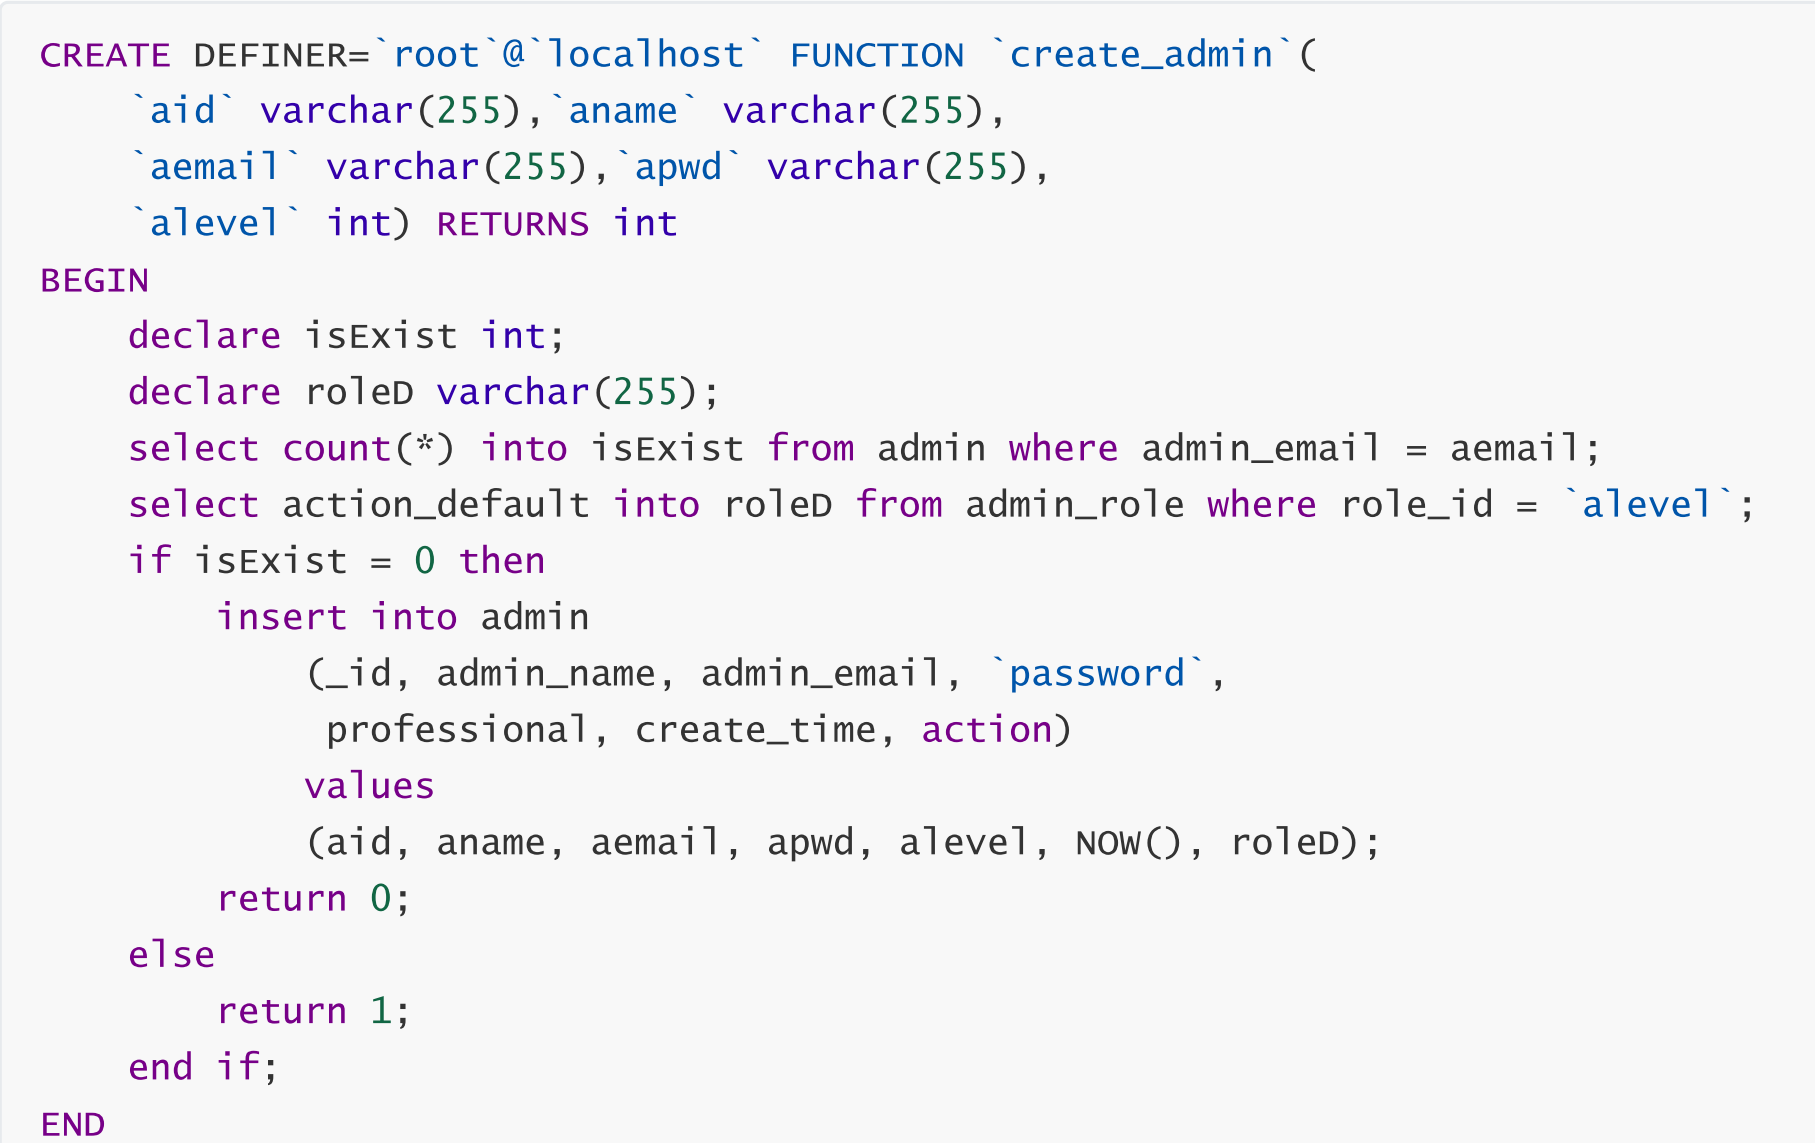 CREATE DEFINER=`root`@`localhost` FUNCTION `create_admin`(
    `aid` varchar(255),`aname` varchar(255),
    `aemail` varchar(255),`apwd` varchar(255),
    `alevel` int) RETURNS int
BEGIN
    declare isExist int;
    declare roleD varchar(255);
    select count(*) into isExist from admin where admin_email = aemail;
    select action_default into roleD from admin_role where role_id = `alevel`;
    if isExist = 0 then
        insert into admin
            (_id, admin_name, admin_email, `password`,
             professional, create_time, action)
            values
            (aid, aname, aemail, apwd, alevel, NOW(), roleD);
        return 0;
    else
        return 1;
    end if;
END